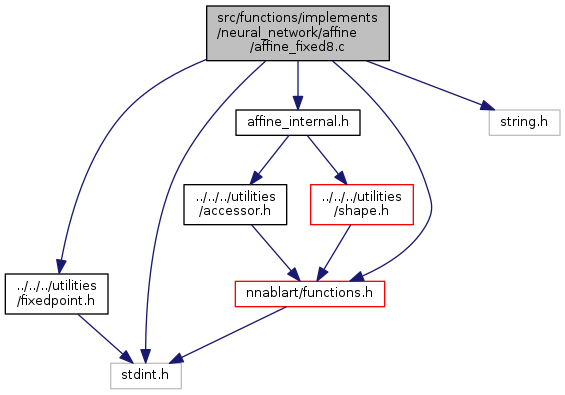 src/functions/implements
/neural_network/affine
/affine_fixed8.c
affine_internal.h
string.h
../../../utilities
/accessor.h
../../../utilities
/shape.h
../../../utilities
/fixedpoint.h
nnablart/functions.h
stdint.h